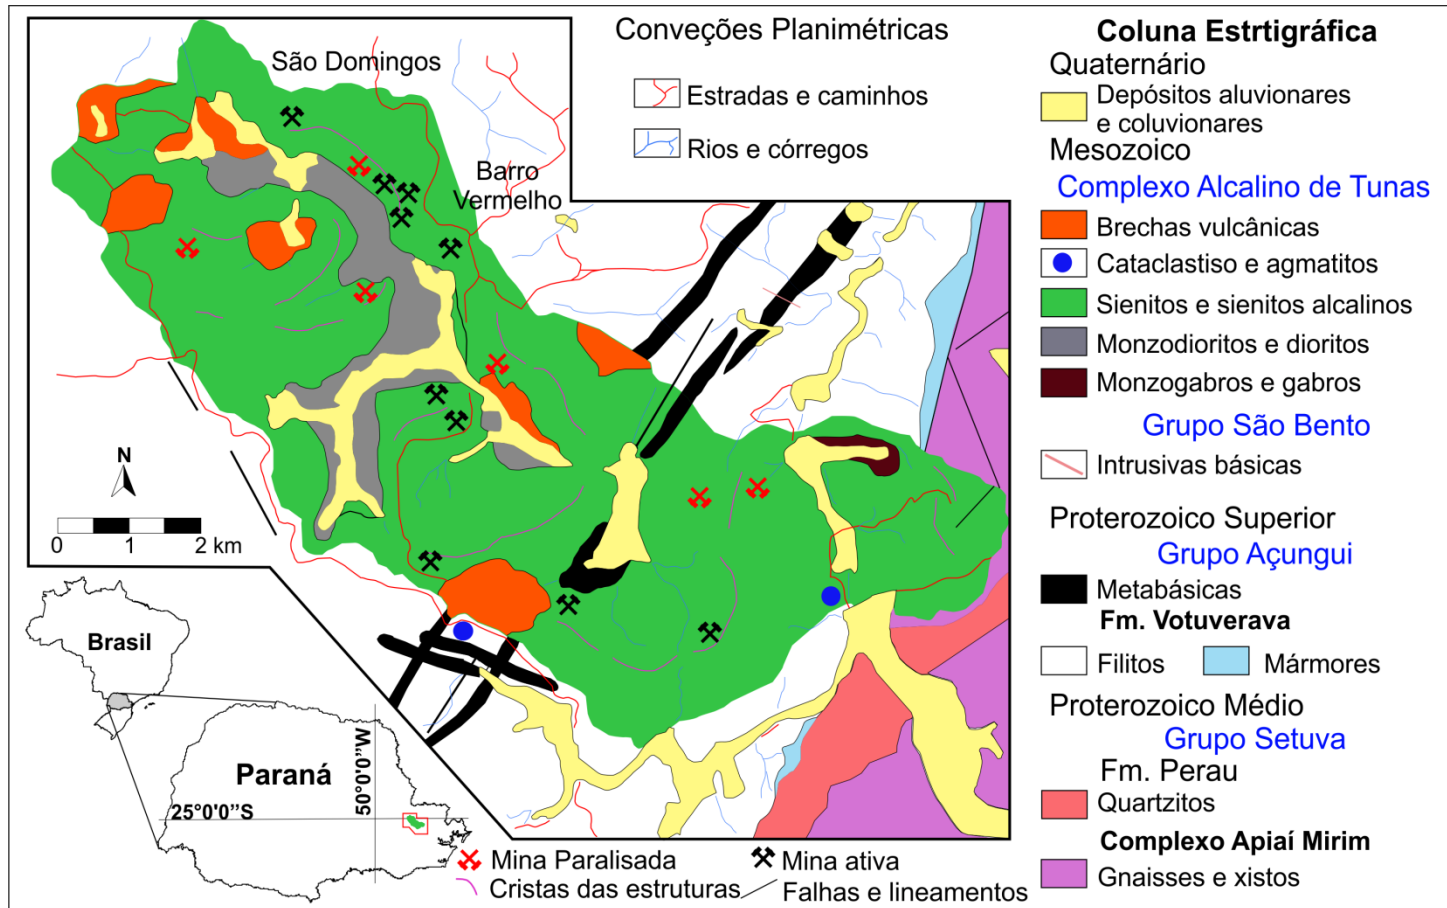 São Domingos
Barro
Vermelho
N
0 1 2 km
Conveções Planimétricas
Estradas e caminhos
Rios e córregos
Coluna Estrtigráfica
Quaternário
Depósitos aluvionares
e coluvionares
Mesozoico
Complexo Alcalino de Tunas
Brechas vulcânicas
Cataclastiso e agmatitos
Sienitos e sienitos alcalinos
Monzodioritos e dioritos
Monzogabros e gabros
Grupo São Bento
Intrusivas básicas
Proterozoico Superior
Grupo Açungui
Metabásicas
Fm. Votuverava
Filitos Mármores
Proterozoico Médio
Grupo Setuva
Fm. Perau
Quartzitos
Complexo Apiaí Mirim
Gnaisses e xistos
Brasil
Paraná
25°0'0"S
50°0'0"W
Mina Paralisada Mina ativa
Cristas das estruturas Falhas e lineamentos